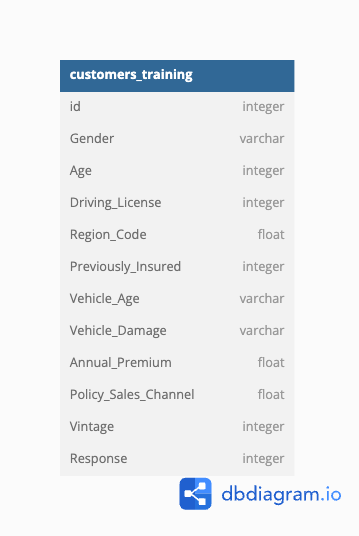 customers_training
id integer
Gender varchar
Age integer
Driving_License integer
Region_Code float
Previously_Insured integer
Vehicle_Age varchar
Vehicle_Damage varchar
Annual_Premium float
Policy_Sales_Channel float
Vintage integer
Response integer
dbdiagram.io